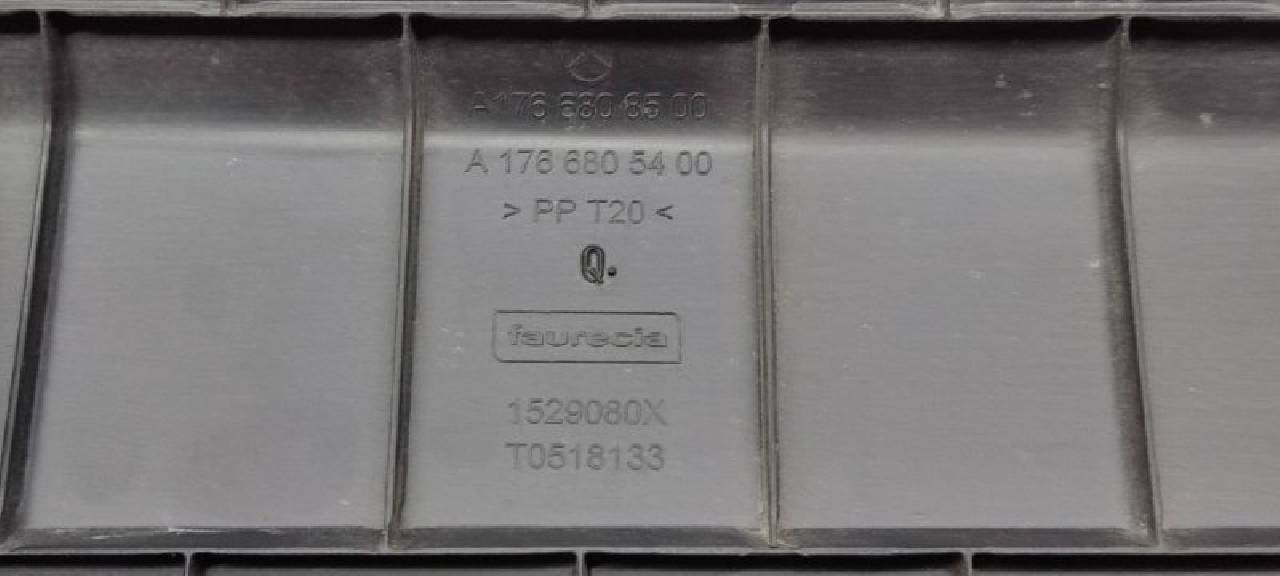 A176 680 85 00
A 176 680 54 00
> PP T20 <
Q.
faurecia
1529080X
T0518133